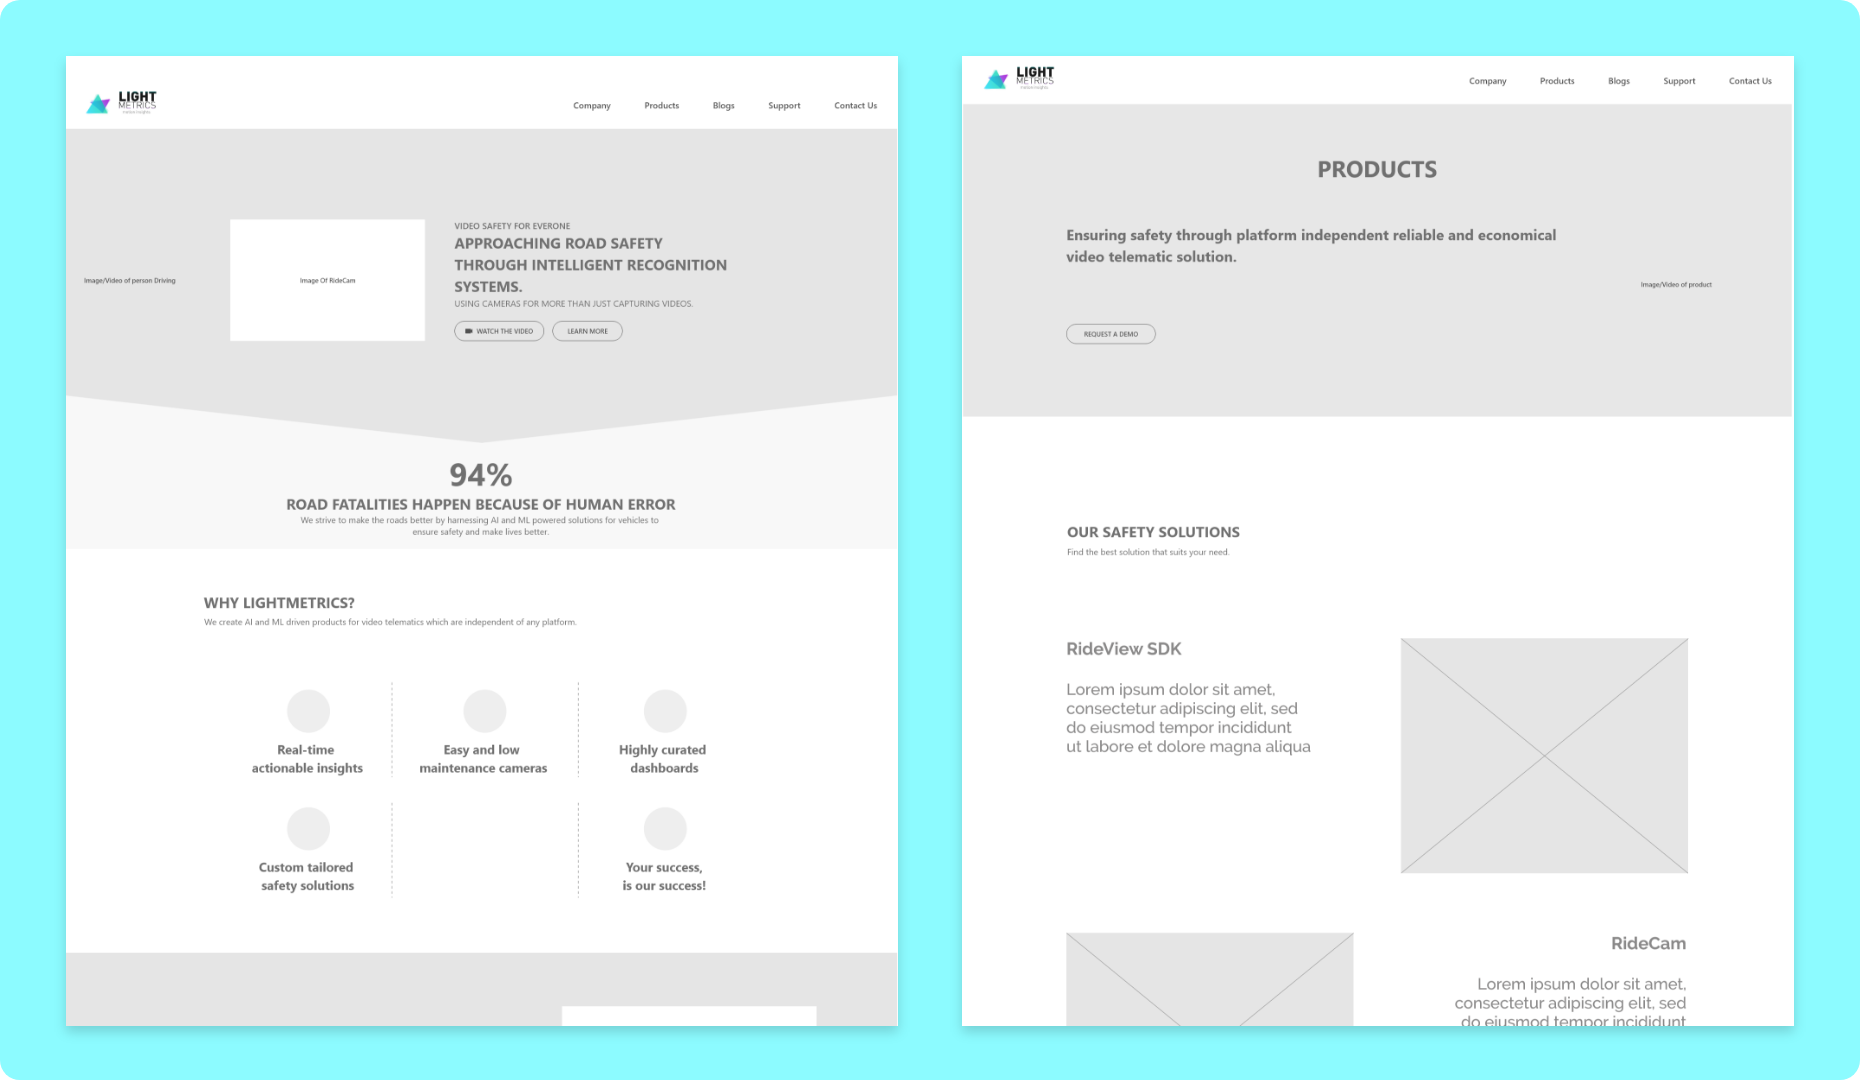 LIGHT
METRICS
motion insights
Company Products Blogs Support Contact Us
Image/Video of person Driving
Image Of RideCam
VIDEO SAFETY FOR EVERONE
APPROACHING ROAD SAFETY
THROUGH INTELLIGENT RECOGNITION
SYSTEMS.
USING CAMERAS FOR MORE THAN JUST CAPTURING VIDEOS.
WATCH THE VIDEO LEARN MORE
94%
ROAD FATALITIES HAPPEN BECAUSE OF HUMAN ERROR
We strive to make the roads better by harnessing AI and ML powered solutions for vehicles to
ensure safety and make lives better.
WHY LIGHTMETRICS?
We create AI and ML driven products for video telematics which are independent of any platform.
Real-time
actionable insights
Easy and low
maintenance cameras
Highly curated
dashboards
Custom tailored
safety solutions
Your success,
is our success!
LIGHT
METRICS
motion insights
Company Products Blogs Support Contact Us
PRODUCTS
Ensuring safety through platform independent reliable and economical
video telematic solution.
Image/Video of product
REQUEST A DEMO
OUR SAFETY SOLUTIONS
Find the best solution that suits your need.
RideView SDK
Lorem ipsum dolor sit amet,
consectetur adipiscing elit, sed
do eiusmod tempor incididunt
ut labore et dolore magna aliqua
RideCam
Lorem ipsum dolor sit amet,
consectetur adipiscing elit, sed
do eiusmod tempor incididunt